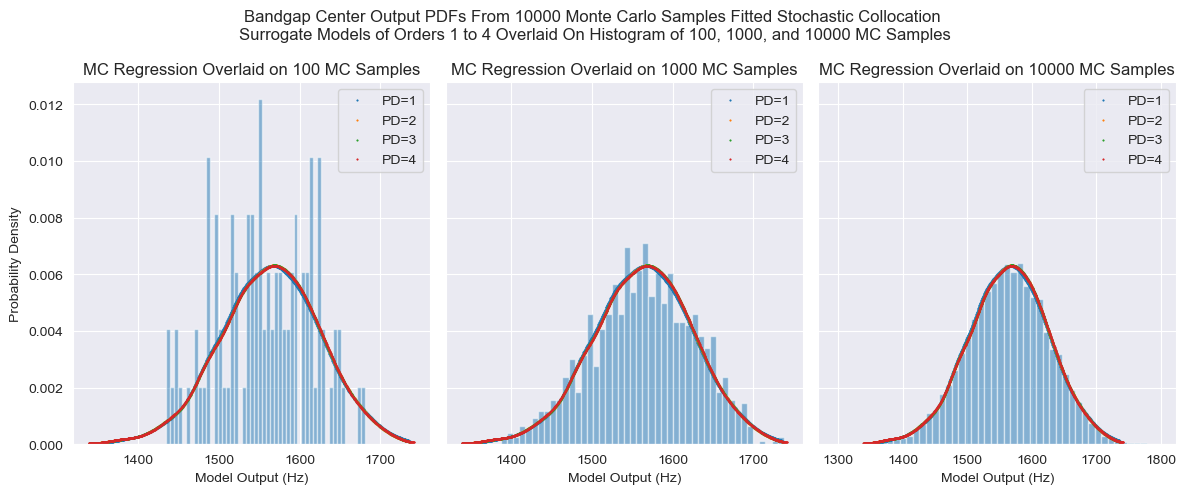 Bandgap Center Output PDFs From 10000 Monte Carlo Samples Fitted Stochastic Collocation
Surrogate Models of Orders 1 to 4 Overlaid On Histogram of 100, 1000, and 10000 MC Samples
MC Regression Overlaid on 100 MC Samples
MC Regression Overlaid on 1000 MC Samples
MC Regression Overlaid on 10000 MC Samples
Probability Density
0.012
0.010
0.008
0.006
0.004
0.002
0.000
PD=1
PD=2
PD=3
PD=4
PD=1
PD=2
PD=3
PD=4
PD=1
PD=2
PD=3
PD=4
1400 1500 1600 1700
1400 1500 1600 1700
1300 1400 1500 1600 1700 1800
Model Output (Hz)
Model Output (Hz)
Model Output (Hz)